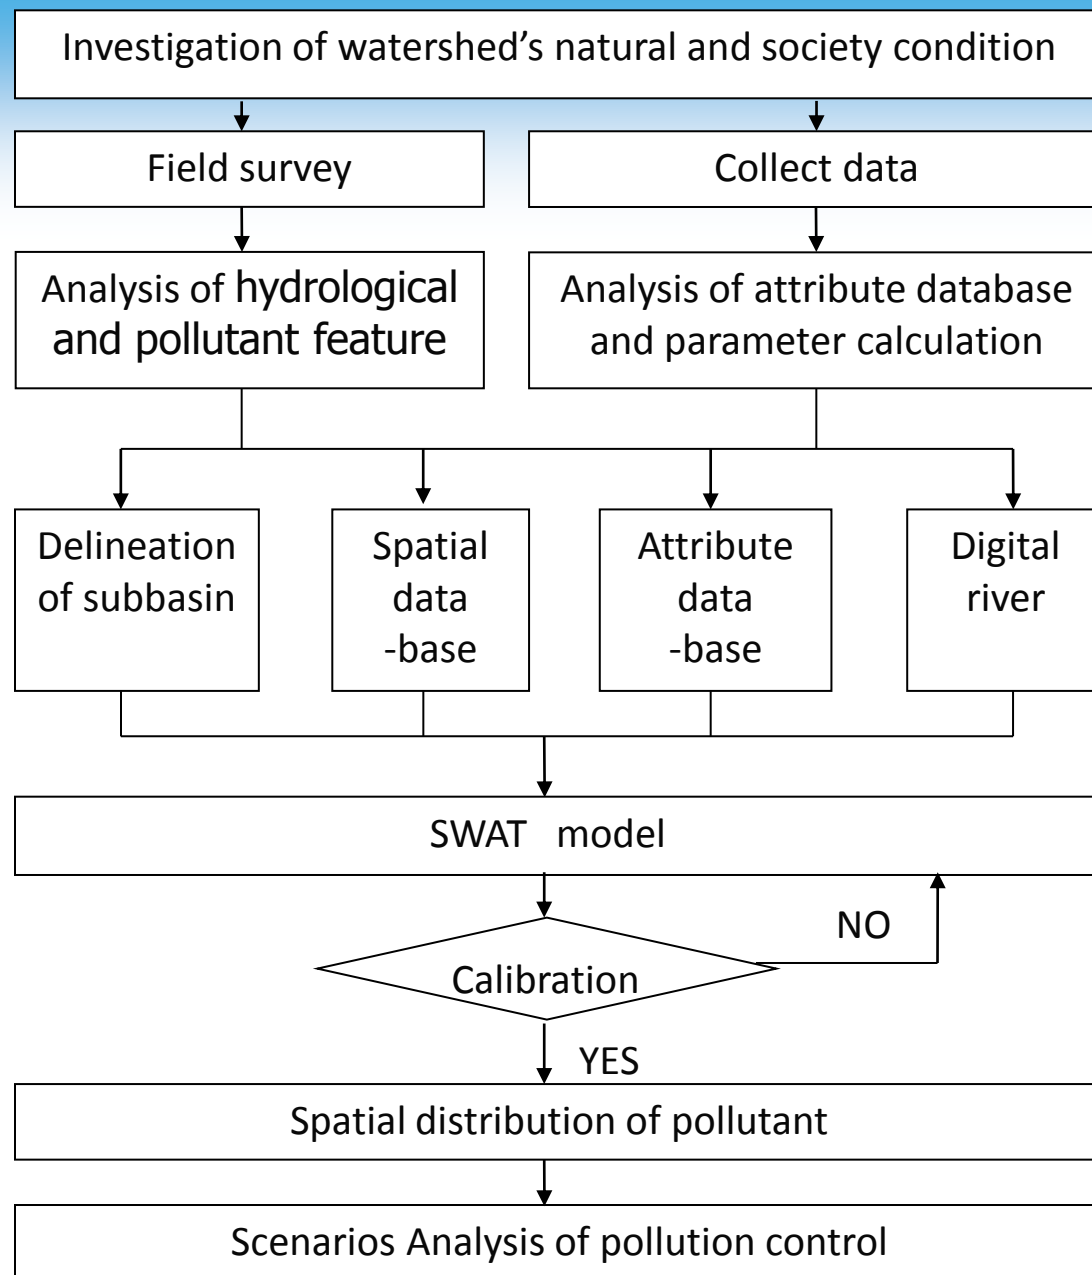 Investigation of watershed’s natural and society condition
Field survey
Collect data
Analysis of hydrological
and pollutant feature
Analysis of attribute database
and parameter calculation
Delineation
of subbasin
Spatial
data
-base
Attribute
data
-base
Digital
river
SWAT model
NO
Calibration
YES
Spatial distribution of pollutant
Scenarios Analysis of pollution control